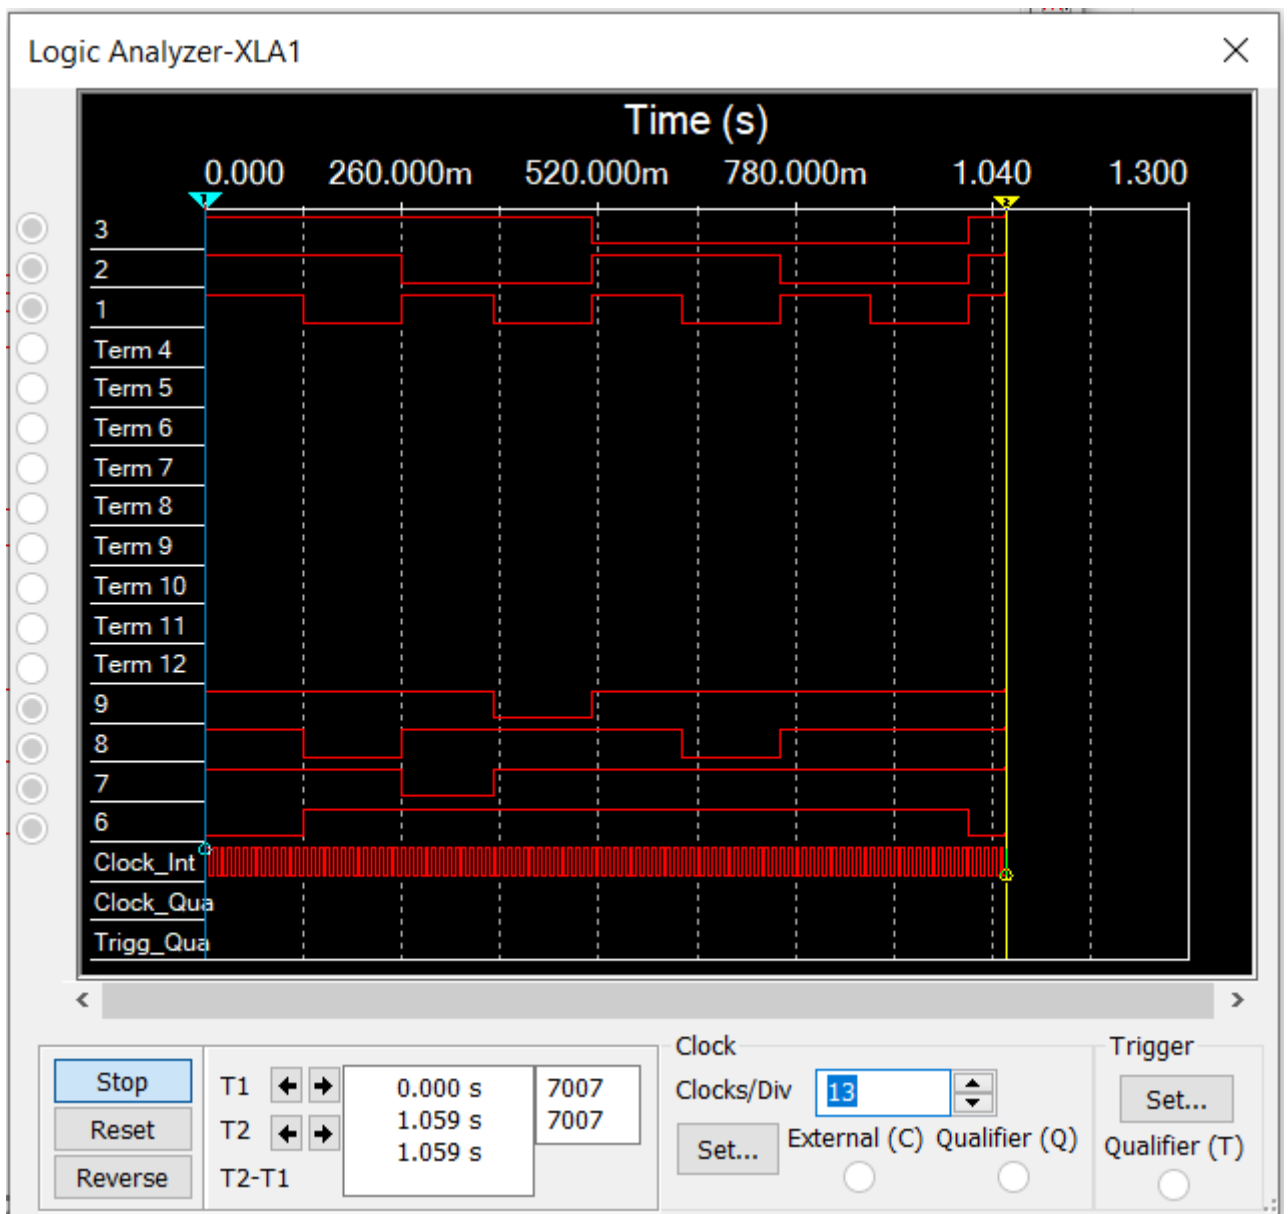 Logic Analyzer-XLA1
Time (s)
0.000 260.000m 520.000m 780.000m 1.040 1.300
1
2
3
2
1
Term 4
Term 5
Term 6
Term 7
Term 8
Term 9
Term 10
Term 11
Term 12
9
8
7
6
Clock_Int
Clock_Qua
Trigg_Qua
Clock
Trigger
Stop
Reset
Reverse
T1 0.000 s 7007
T2 1.059 s 7007
T2-T1 1.059 s
Clocks/Div 13
Set...
External (C) Qualifier (Q)
Set...
Qualifier (T)